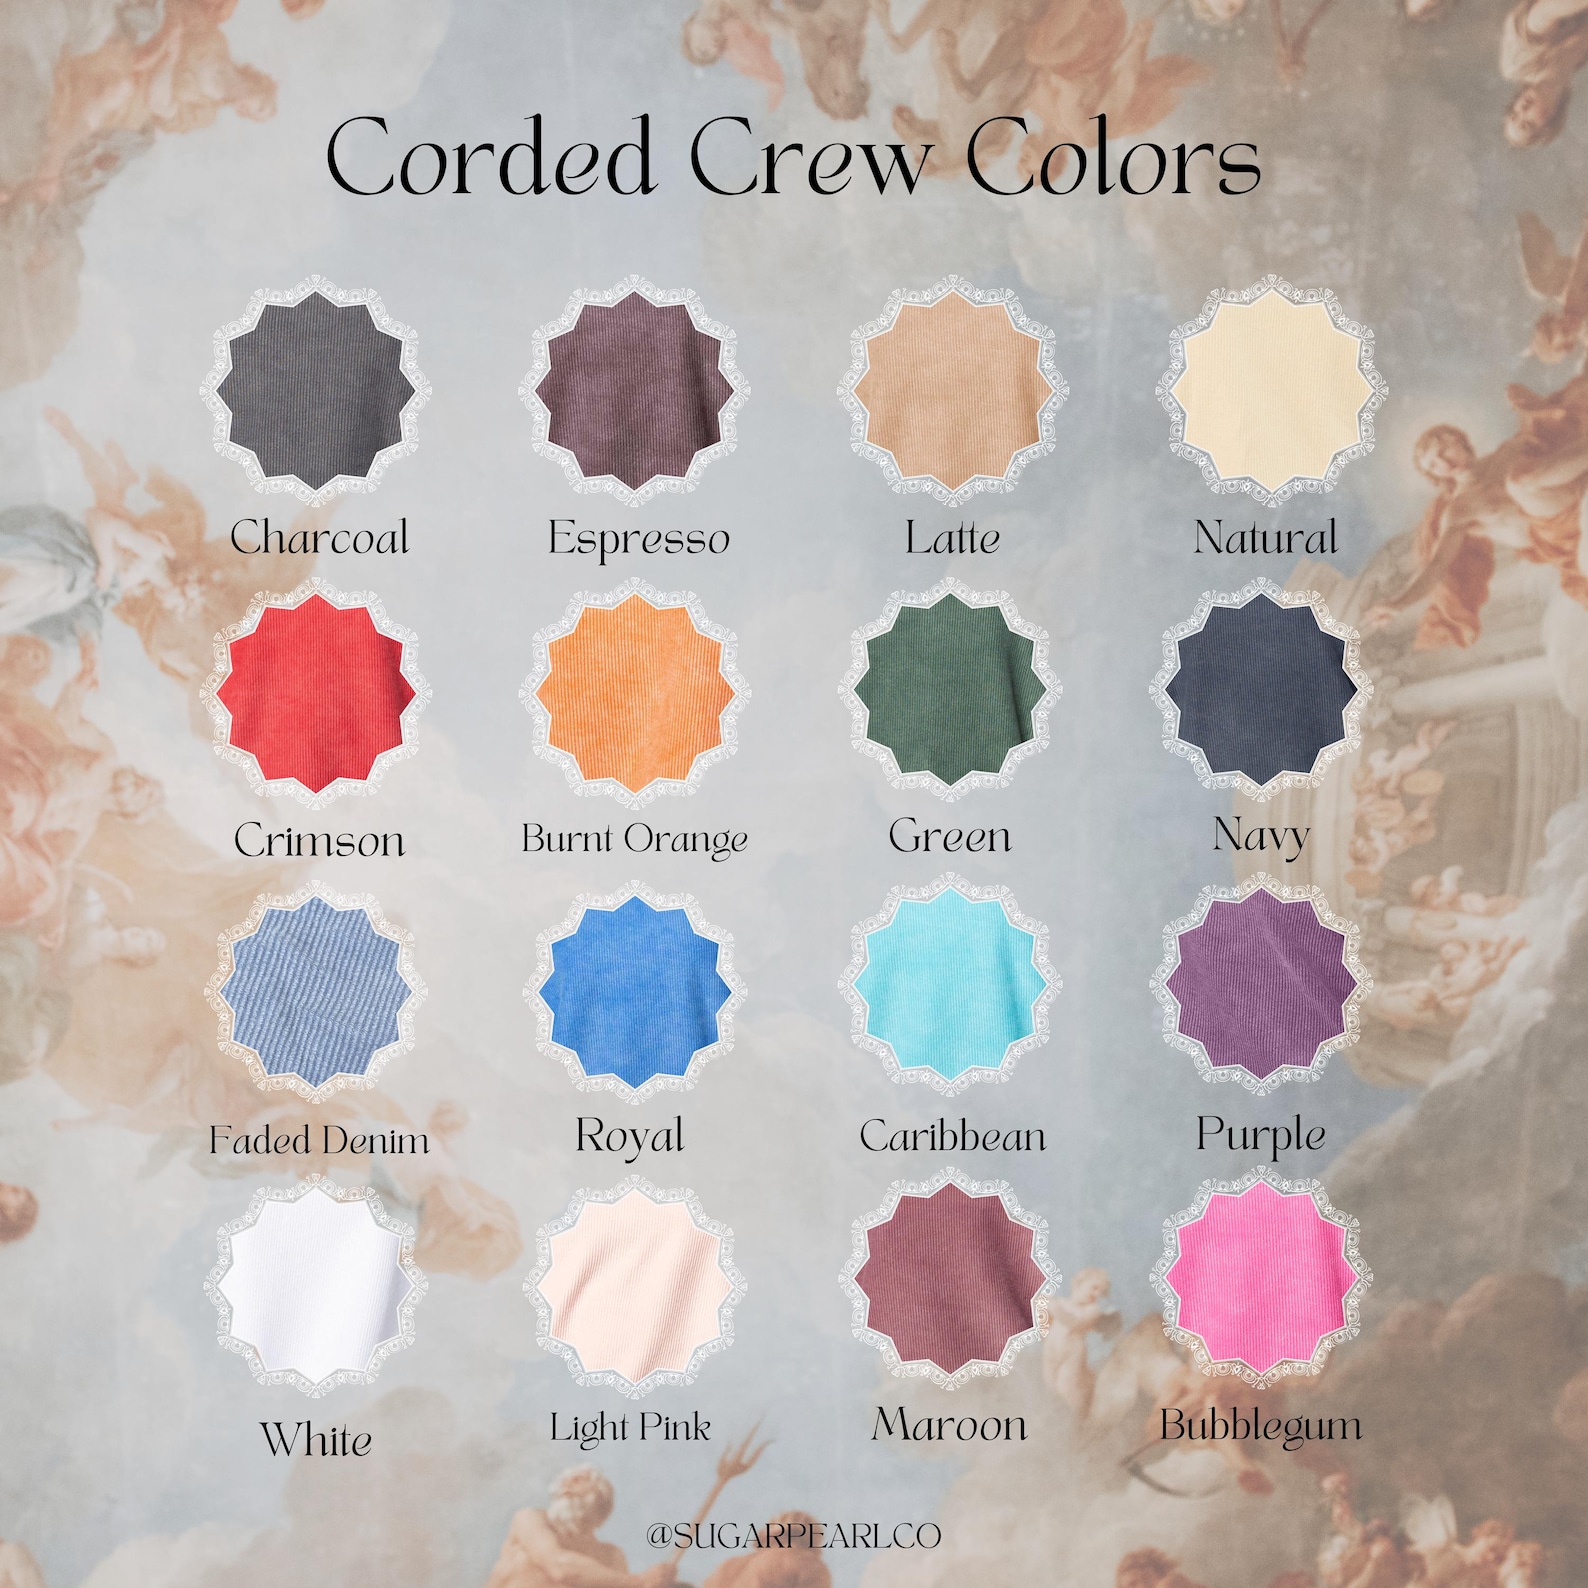 Corded Crew Colors
Charcoal
Espresso
Latte
Natural
Crimson
Burnt Orange
Green
Navy
Faded Denim
Royal
Caribbean
Purple
White
Light Pink
Maroon
Bubblegum
@SUGARPEARLCO